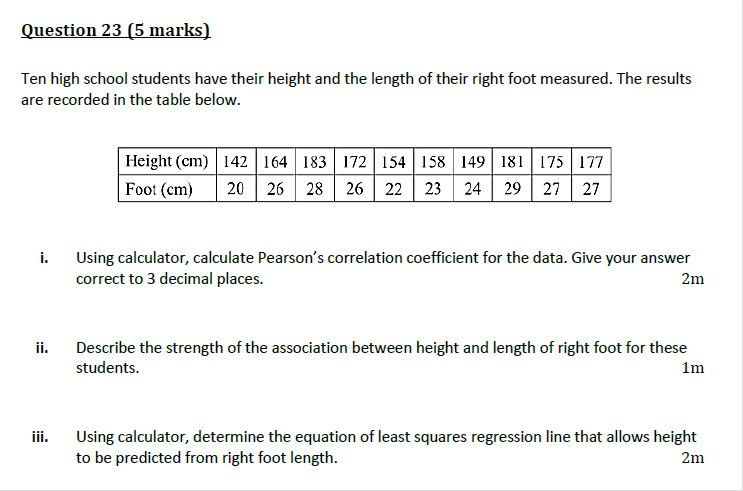 Question 23 (5 marks)
Ten high school students have their height and the length of their right foot measured. The results
are recorded in the table below.
Height (cm) 142 164 183 172 154 158 149 181 175 177
Foot (cm) 20 26 28 26 22 23 24 29 27 27
i. Using calculator, calculate Pearson's correlation coefficient for the data. Give your answer
correct to 3 decimal places. 2m
ii. Describe the strength of the association between height and length of right foot for these
students. 1m
iii. Using calculator, determine the equation of least squares regression line that allows height
to be predicted from right foot length. 2m